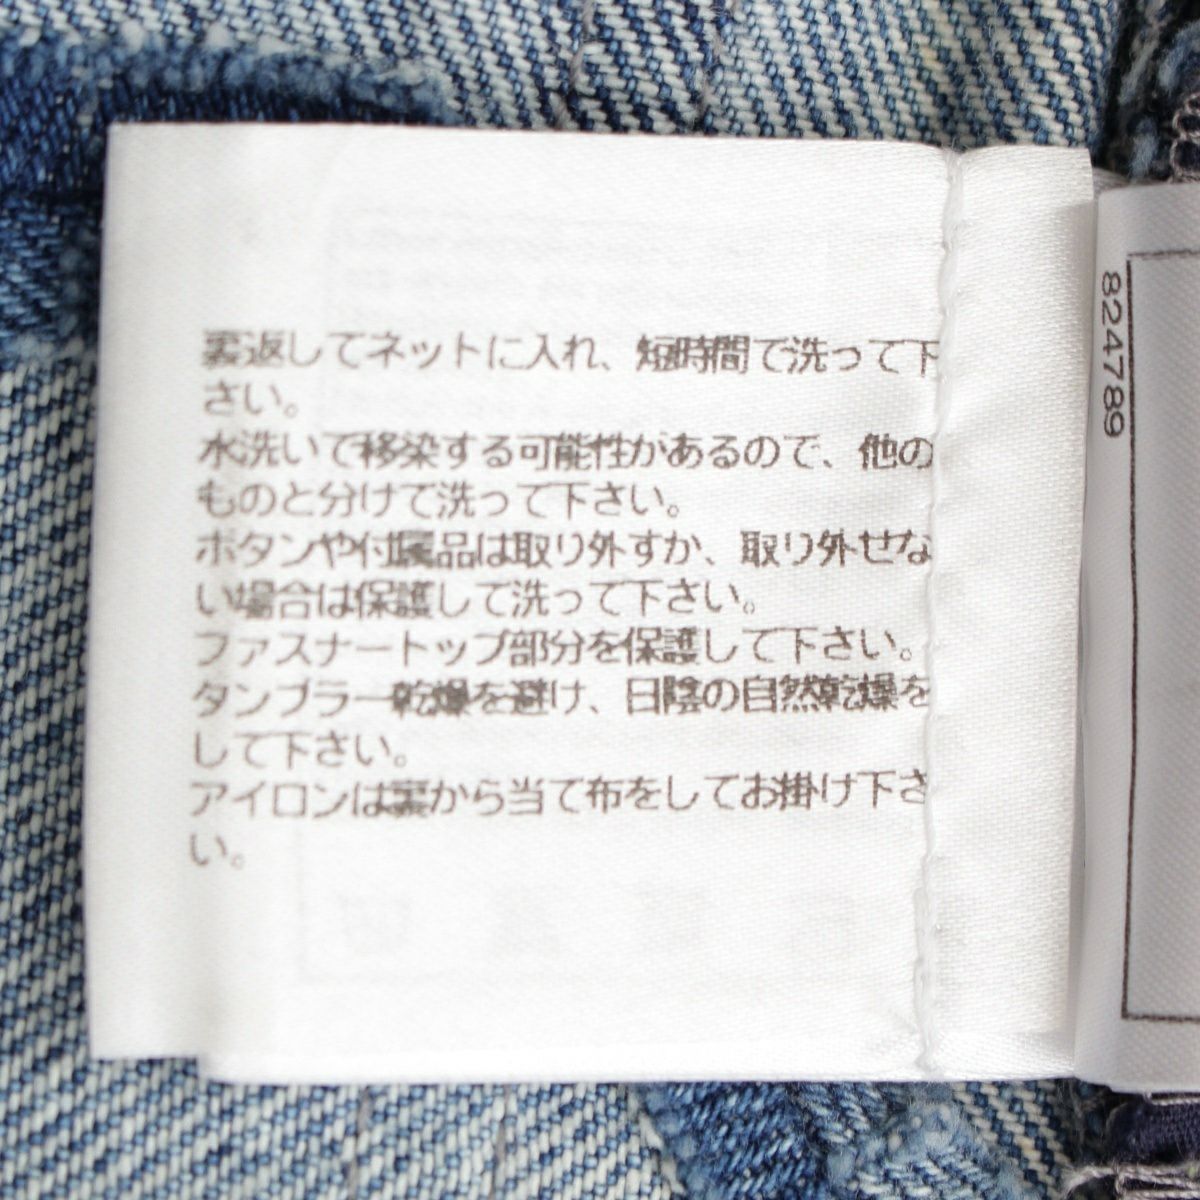 裏返してネットに入れ、短時間で洗って下
さい。
水洗いで移染する可能性があるので、他の
ものと分けて洗って下さい。
ボタンや付属品は取り外すか、取り外せな
い場合は保護して洗って下さい。
ファスナートップ部分を保護して下さい。
タンブラー乾燥を避け、日陰の自然乾燥を
して下さい。
アイロンは裏から当て布をしてお掛け下さ
い。
824789